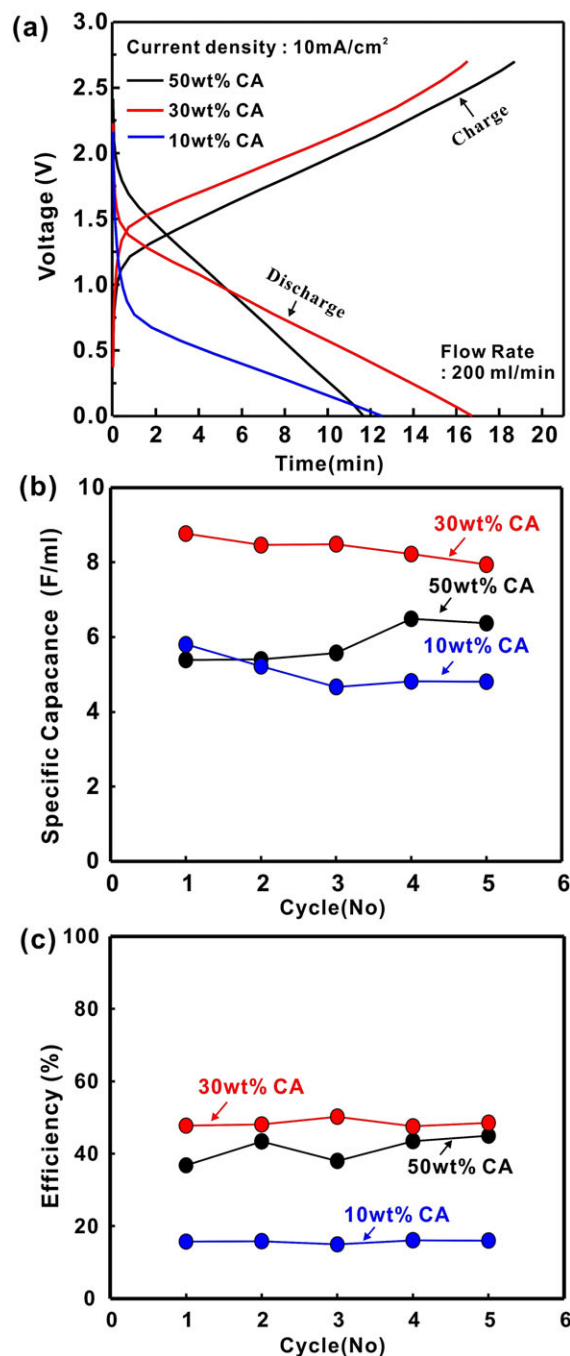 (a)
Current density : 10mA/cm²
50wt% CA
30wt% CA
10wt% CA
Charge
Discharge
Flow Rate
: 200 ml/min
Voltage (V)
3.0
2.5
2.0
1.5
1.0
0.5
0.0
0 2 4 6 8 10 12 14 16 18 20
Time(min)
(b)
30wt% CA
50wt% CA
10wt% CA
Specific Capacance (F/ml)
10
8
6
4
2
0
0 1 2 3 4 5 6
Cycle(No)
(c)
30wt% CA
50wt% CA
10wt% CA
Efficiency (%)
100
80
60
40
20
0
0 1 2 3 4 5 6
Cycle(No)